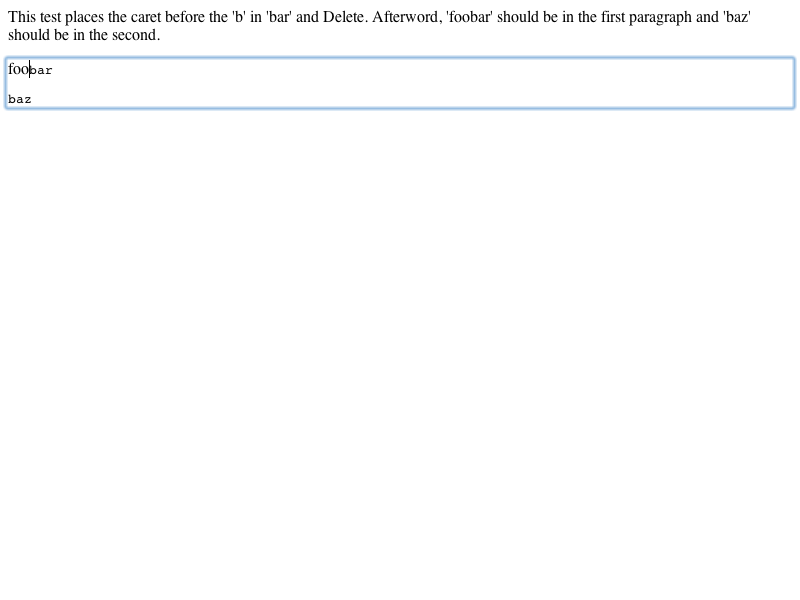 This test places the caret before the 'b' in 'bar' and Delete. Afterword, 'foobar' should be in the first paragraph and 'baz'
should be in the second.
foobar
baz